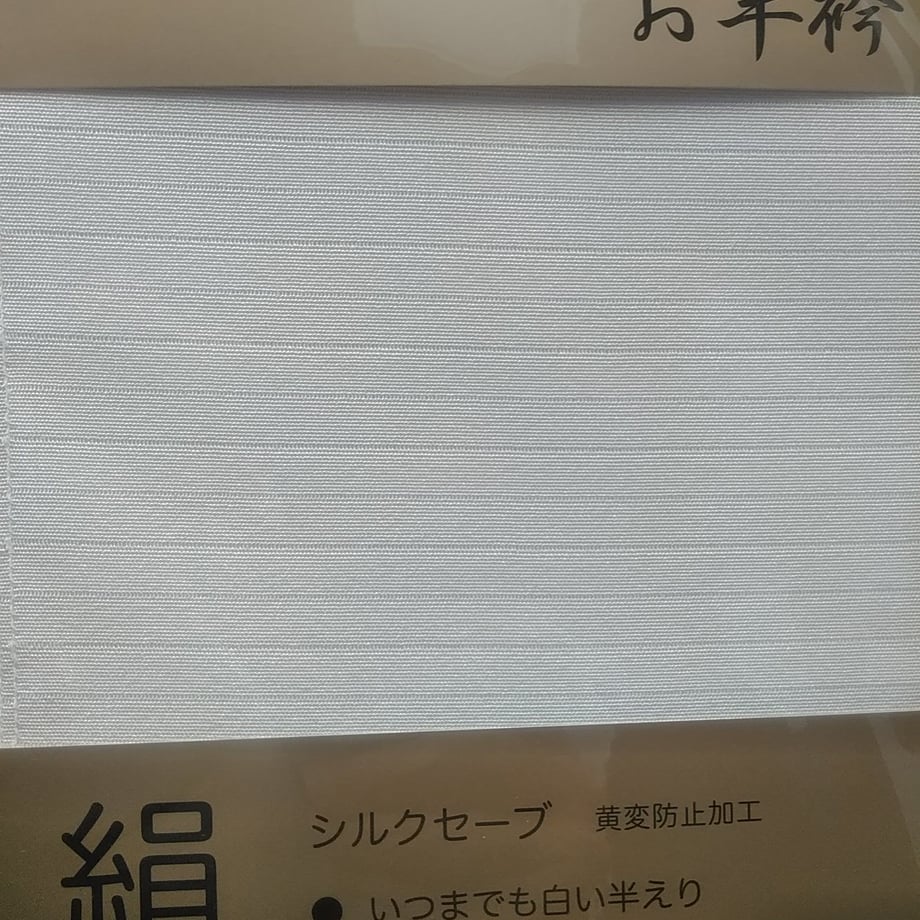 お半衿
絹
シルクセーブ 黄変防止加工
● いつまでも白い半えり